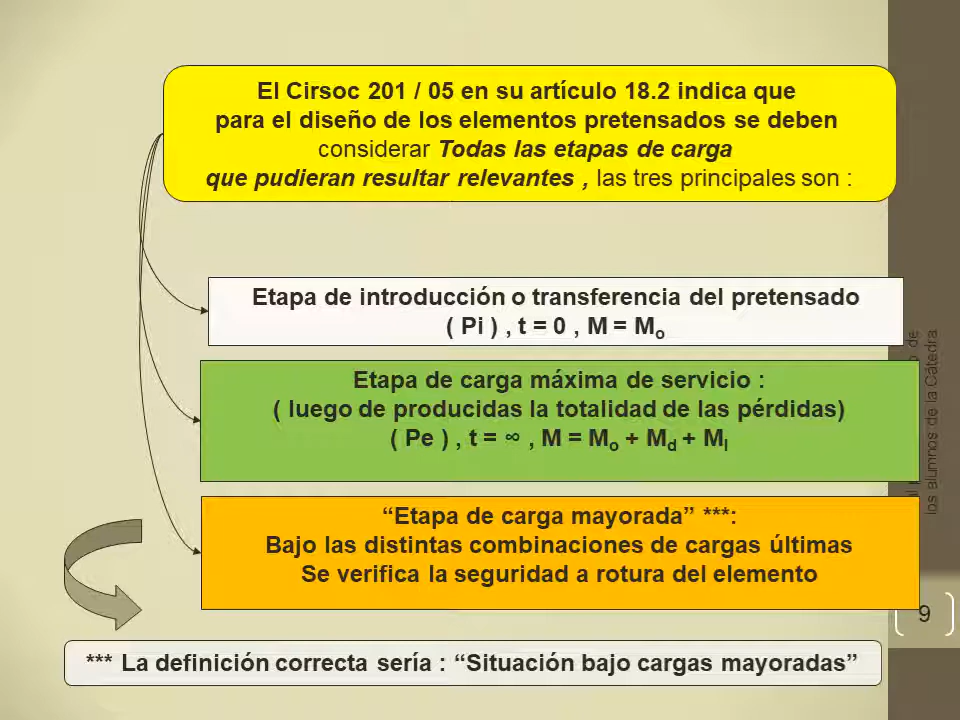 El Cirsoc 201 / 05 en su artículo 18.2 indica que
para el diseño de los elementos pretensados se deben
considerar Todas las etapas de carga
que pudieran resultar relevantes , las tres principales son :
Etapa de introducción o transferencia del pretensado
( Pi ) , t = 0 , M = Mo
Etapa de carga máxima de servicio :
( luego de producidas la totalidad de las pérdidas)
( Pe ) , t = ∞ , M = Mo + Md + Ml
“Etapa de carga mayorada” ***:
Bajo las distintas combinaciones de cargas últimas
Se verifica la seguridad a rotura del elemento
*** La definición correcta sería : “Situación bajo cargas mayoradas”
de
los alumnos de la Cátedra
9